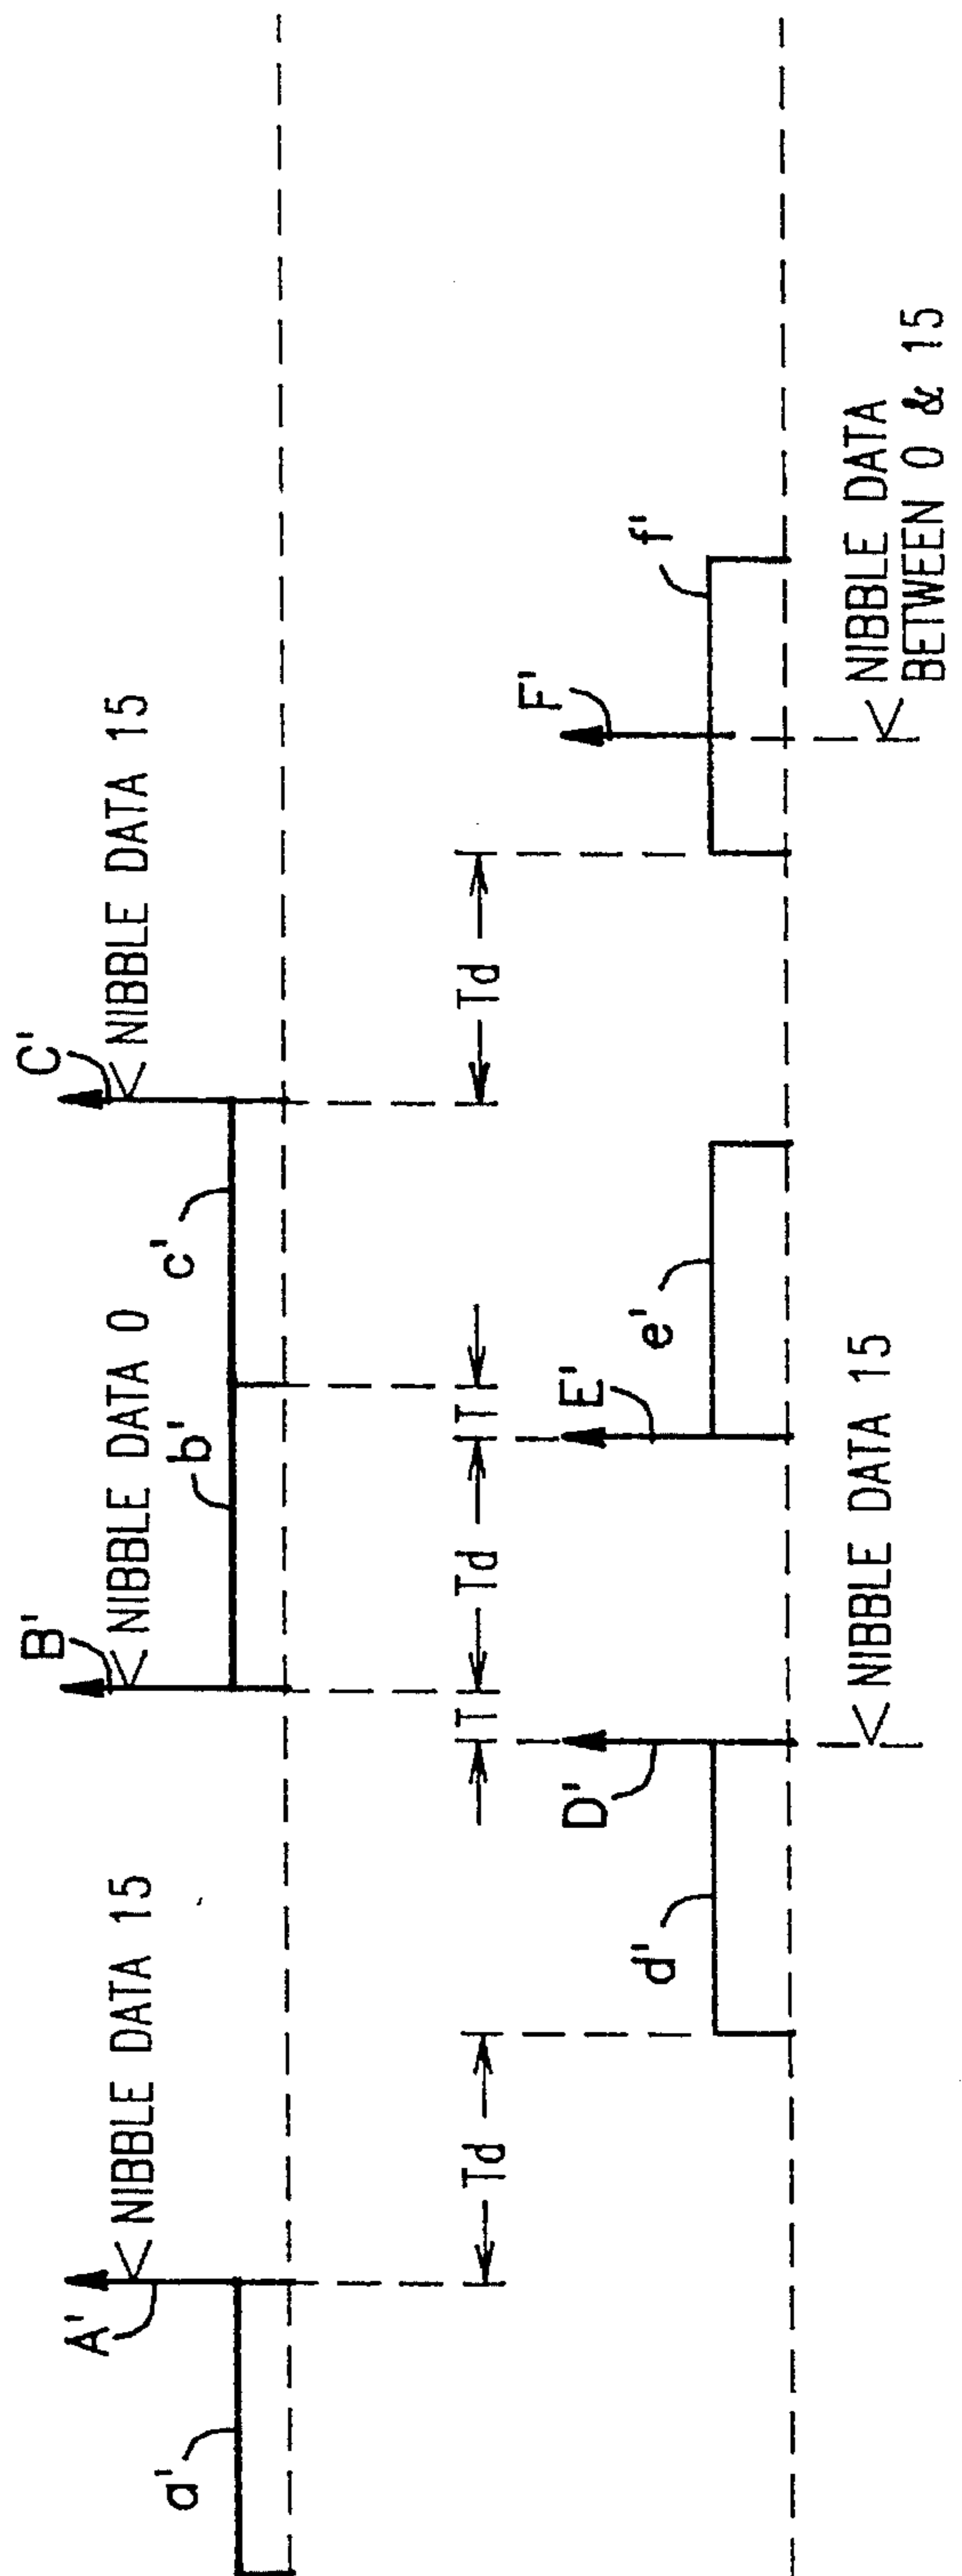 A'
B'
C'
< NIBBLE DATA 15
< NIBBLE DATA 0
< NIBBLE DATA 15
a'
b'
c'
Td
T
Td
T
Td
D'
E'
F'
d'
e'
f'
< NIBBLE DATA 15
< NIBBLE DATA
BETWEEN 0 & 15